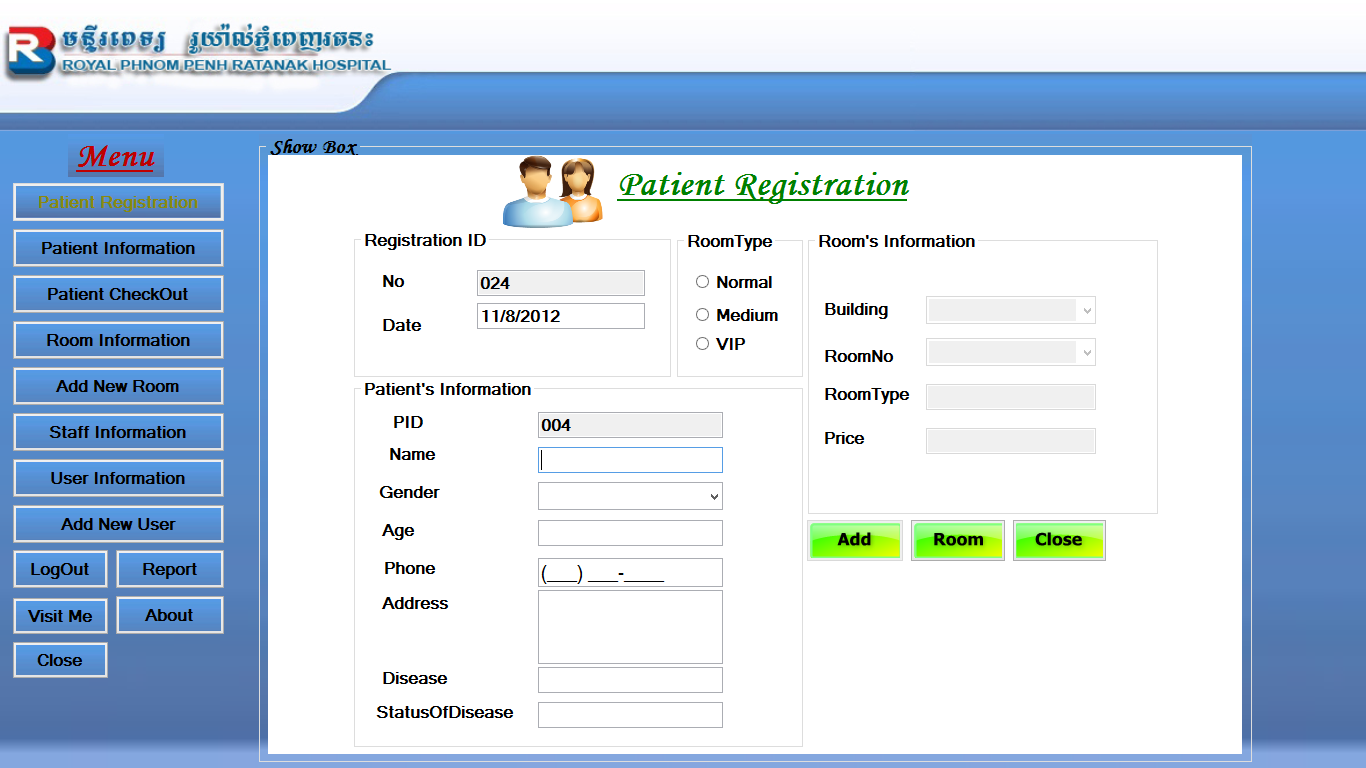 មន្ទីរពេទ្យ រ៉ូយ៉ាល់ភ្នំពេញរតនះ
ROYAL PHNOM PENH RATANAK HOSPITAL
Menu
Patient Registration
Patient Information
Patient CheckOut
Room Information
Add New Room
Staff Information
User Information
Add New User
LogOut Report
Visit Me About
Close
Show Box
Patient Registration
Registration ID
No 024
Date 11/8/2012
RoomType
Normal
Medium
VIP
Room's Information
Building
RoomNo
RoomType
Price
Patient's Information
PID 004
Name
Gender
Age
Phone (___) ___-____
Address
Disease
StatusOfDisease
Add Room Close